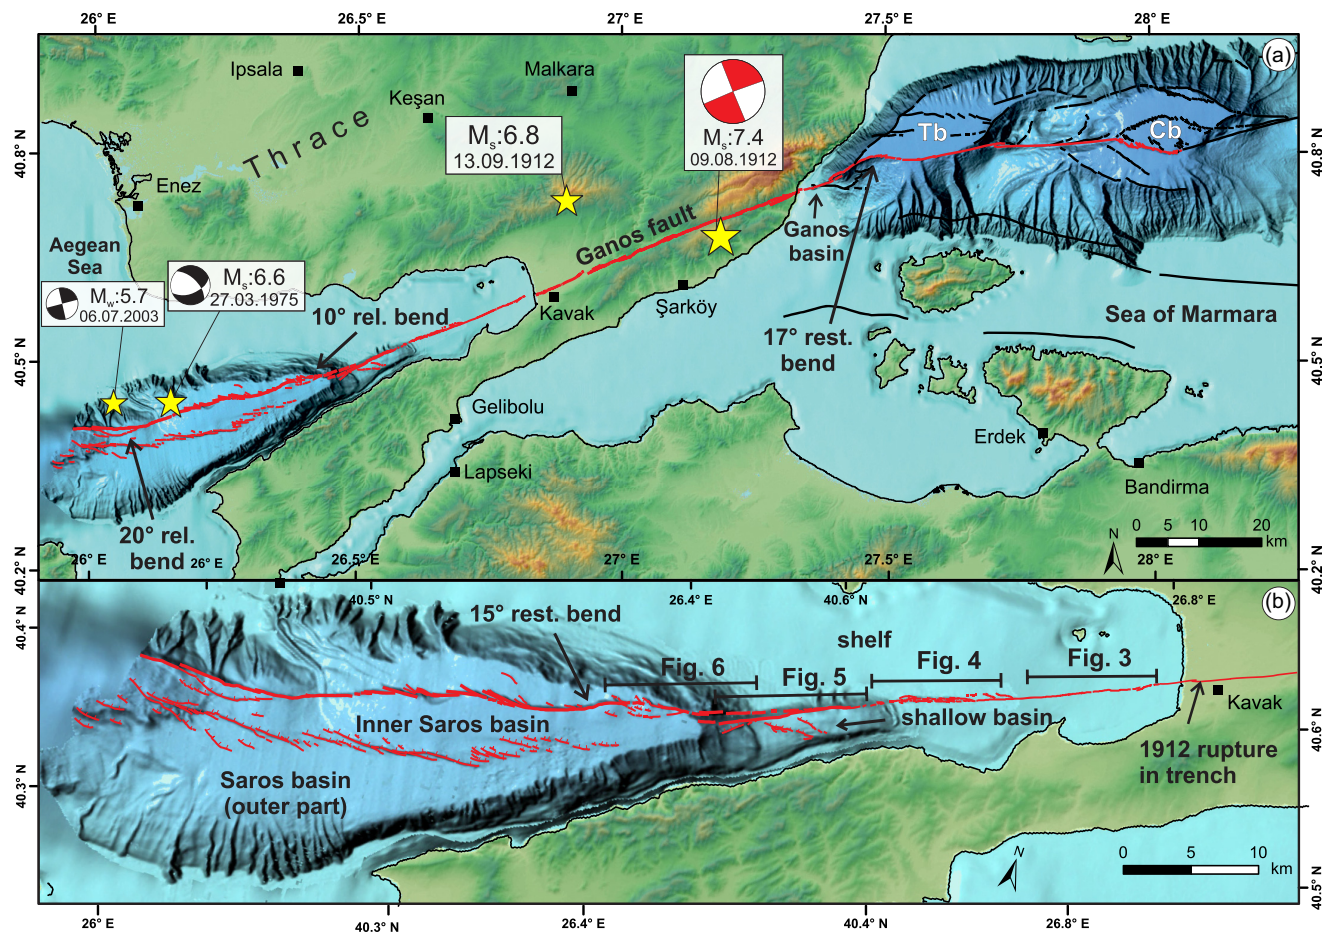 26° E
26.5° E
27° E
27.5° E
28° E
(a)
Ipsala
Malkara
Keşan
Thrace
Ms:6.8
13.09.1912
Ms:7.4
09.08.1912
Tb
Cb
40.8° N
40.8° N
Enez
Aegean
Sea
Ganos fault
Ganos
basin
Mw:5.7
06.07.2003
Ms:6.6
27.03.1975
10° rel. bend
Kavak
Şarköy
17° rest.
bend
Sea of Marmara
40.5° N
40.5° N
Gelibolu
Lapseki
Erdek
Bandirma
20° rel.
bend
N
0 5 10 20
km
26° E
26° E
26.5° E
27° E
27.5° E
28° E
40.2° N
40.2° N
40.5° N
26.4° E
40.6° N
26.8° E
(b)
15° rest. bend
shelf
40.4° N
Fig. 6
Fig. 5
Fig. 4
Fig. 3
Kavak
Inner Saros basin
shallow basin
40.6° N
1912 rupture
in trench
Saros basin
(outer part)
40.3° N
N
0 5 10
km
40.5° N
26° E
40.3° N
26.4° E
40.4° N
26.8° E